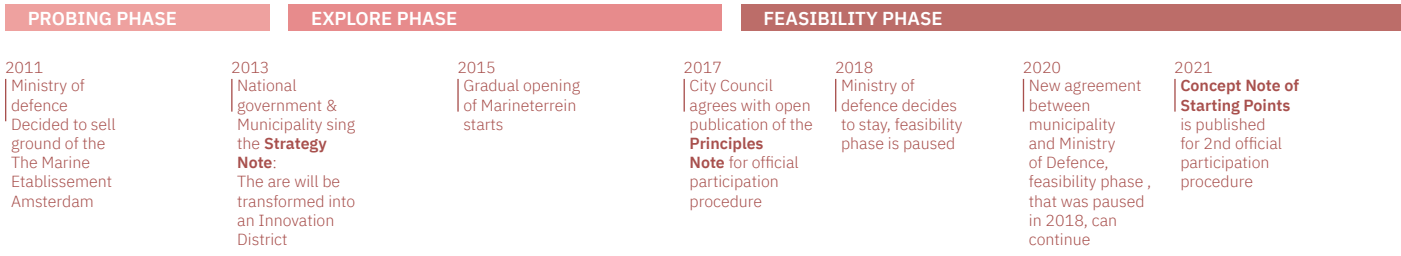 PROBING PHASE
EXPLORE PHASE
FEASIBILITY PHASE
2011
Ministry of
defence
Decided to sell
ground of the
The Marine
Etablissement
Amsterdam
2013
National
government &
Municipality sing
the Strategy
Note:
The are will be
transformed into
an Innovation
District
2015
Gradual opening
of Marineterrein
starts
2017
City Council
agrees with open
publication of the
Principles
Note for official
participation
procedure
2018
Ministry of
defence decides
to stay, feasibility
phase is paused
2020
New agreement
between
municipality
and Ministry
of Defence,
feasibility phase ,
that was paused
in 2018, can
continue
2021
Concept Note of
Starting Points
is published
for 2nd official
participation
procedure